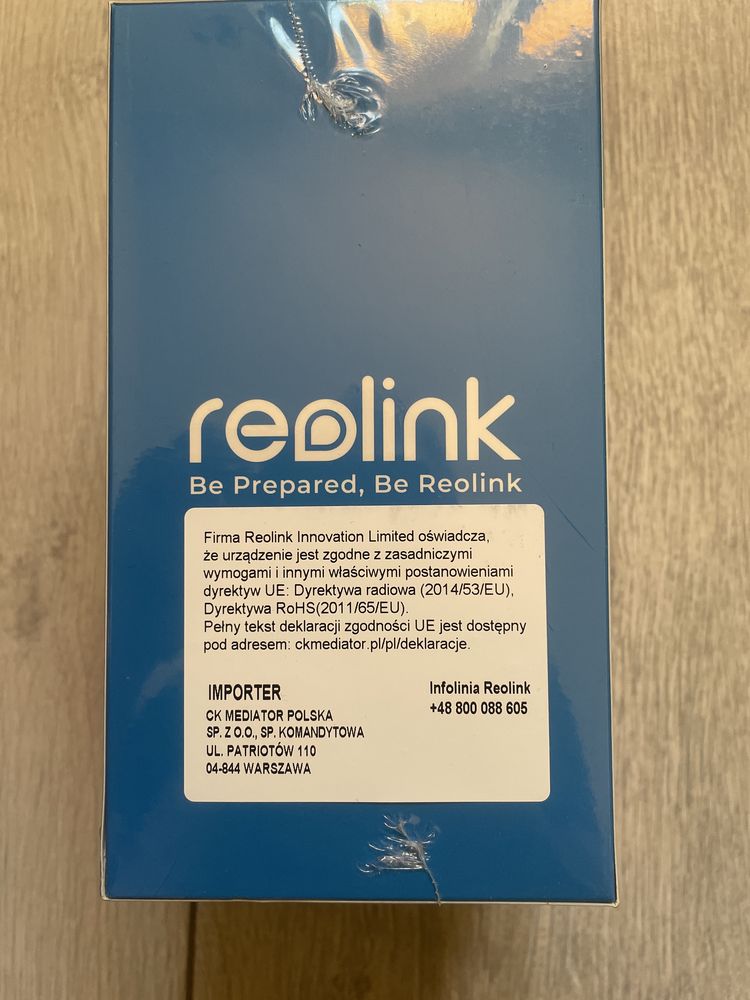 reolink
Be Prepared, Be Reolink
Firma Reolink Innovation Limited oświadcza,
że urządzenie jest zgodne z zasadniczymi
wymogami i innymi właściwymi postanowieniami
dyrektyw UE: Dyrektywa radiowa (2014/53/EU),
Dyrektywa RoHS(2011/65/EU).
Pełny tekst deklaracji zgodności UE jest dostępny
pod adresem: ckmediator.pl/pl/deklaracje.
IMPORTER
CK MEDIATOR POLSKA
SP. Z O.O., SP. KOMANDYTOWA
UL. PATRIOTÓW 110
04-844 WARSZAWA
Infolinia Reolink
+48 800 088 605